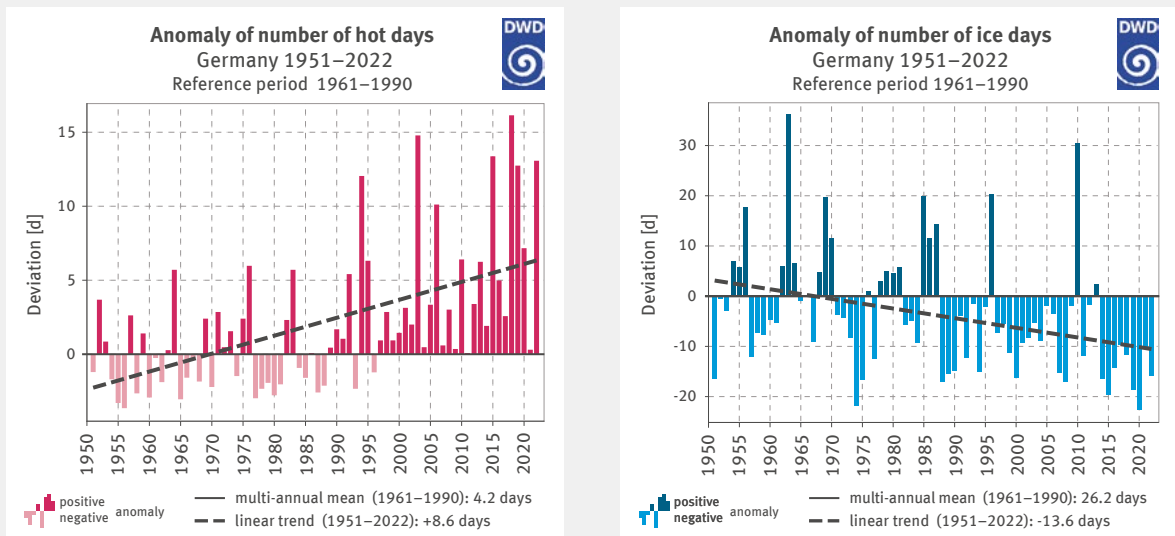 Anomaly of number of hot days
Germany 1951–2022
Reference period 1961–1990
DWD
Deviation [d]
15
10
5
0
1950 1955 1960 1965 1970 1975 1980 1985 1990 1995 2000 2005 2010 2015 2020
positive
negative anomaly
multi-annual mean (1961–1990): 4.2 days
linear trend (1951–2022): +8.6 days
Anomaly of number of ice days
Germany 1951–2022
Reference period 1961–1990
DWD
Deviation [d]
30
20
10
0
-10
-20
1950 1955 1960 1965 1970 1975 1980 1985 1990 1995 2000 2005 2010 2015 2020
positive
negative anomaly
multi-annual mean (1961–1990): 26.2 days
linear trend (1951–2022): -13.6 days